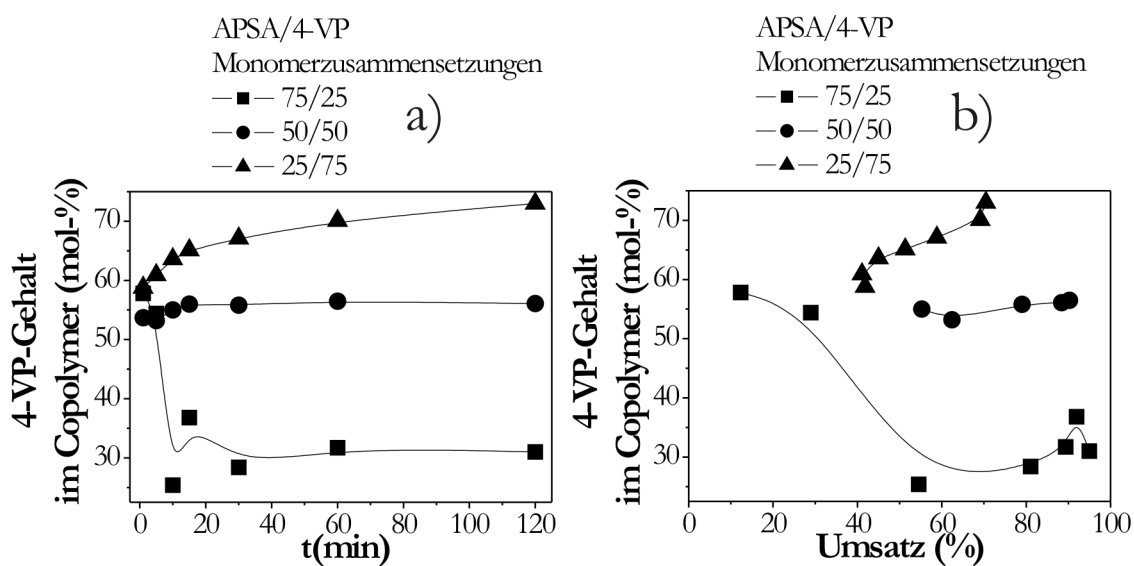 APSA/4-VP
Monomerzusammensetzungen
75/25
50/50
25/75
a)
4-VP-Gehalt
im Copolymer (mol-%)
70
60
50
40
30
0 20 40 60 80 100 120
t(min)
APSA/4-VP
Monomerzusammensetzungen
75/25
50/50
25/75
b)
4-VP-Gehalt
im Copolymer (mol-%)
70
60
50
40
30
0 20 40 60 80 100
Umsatz (%)